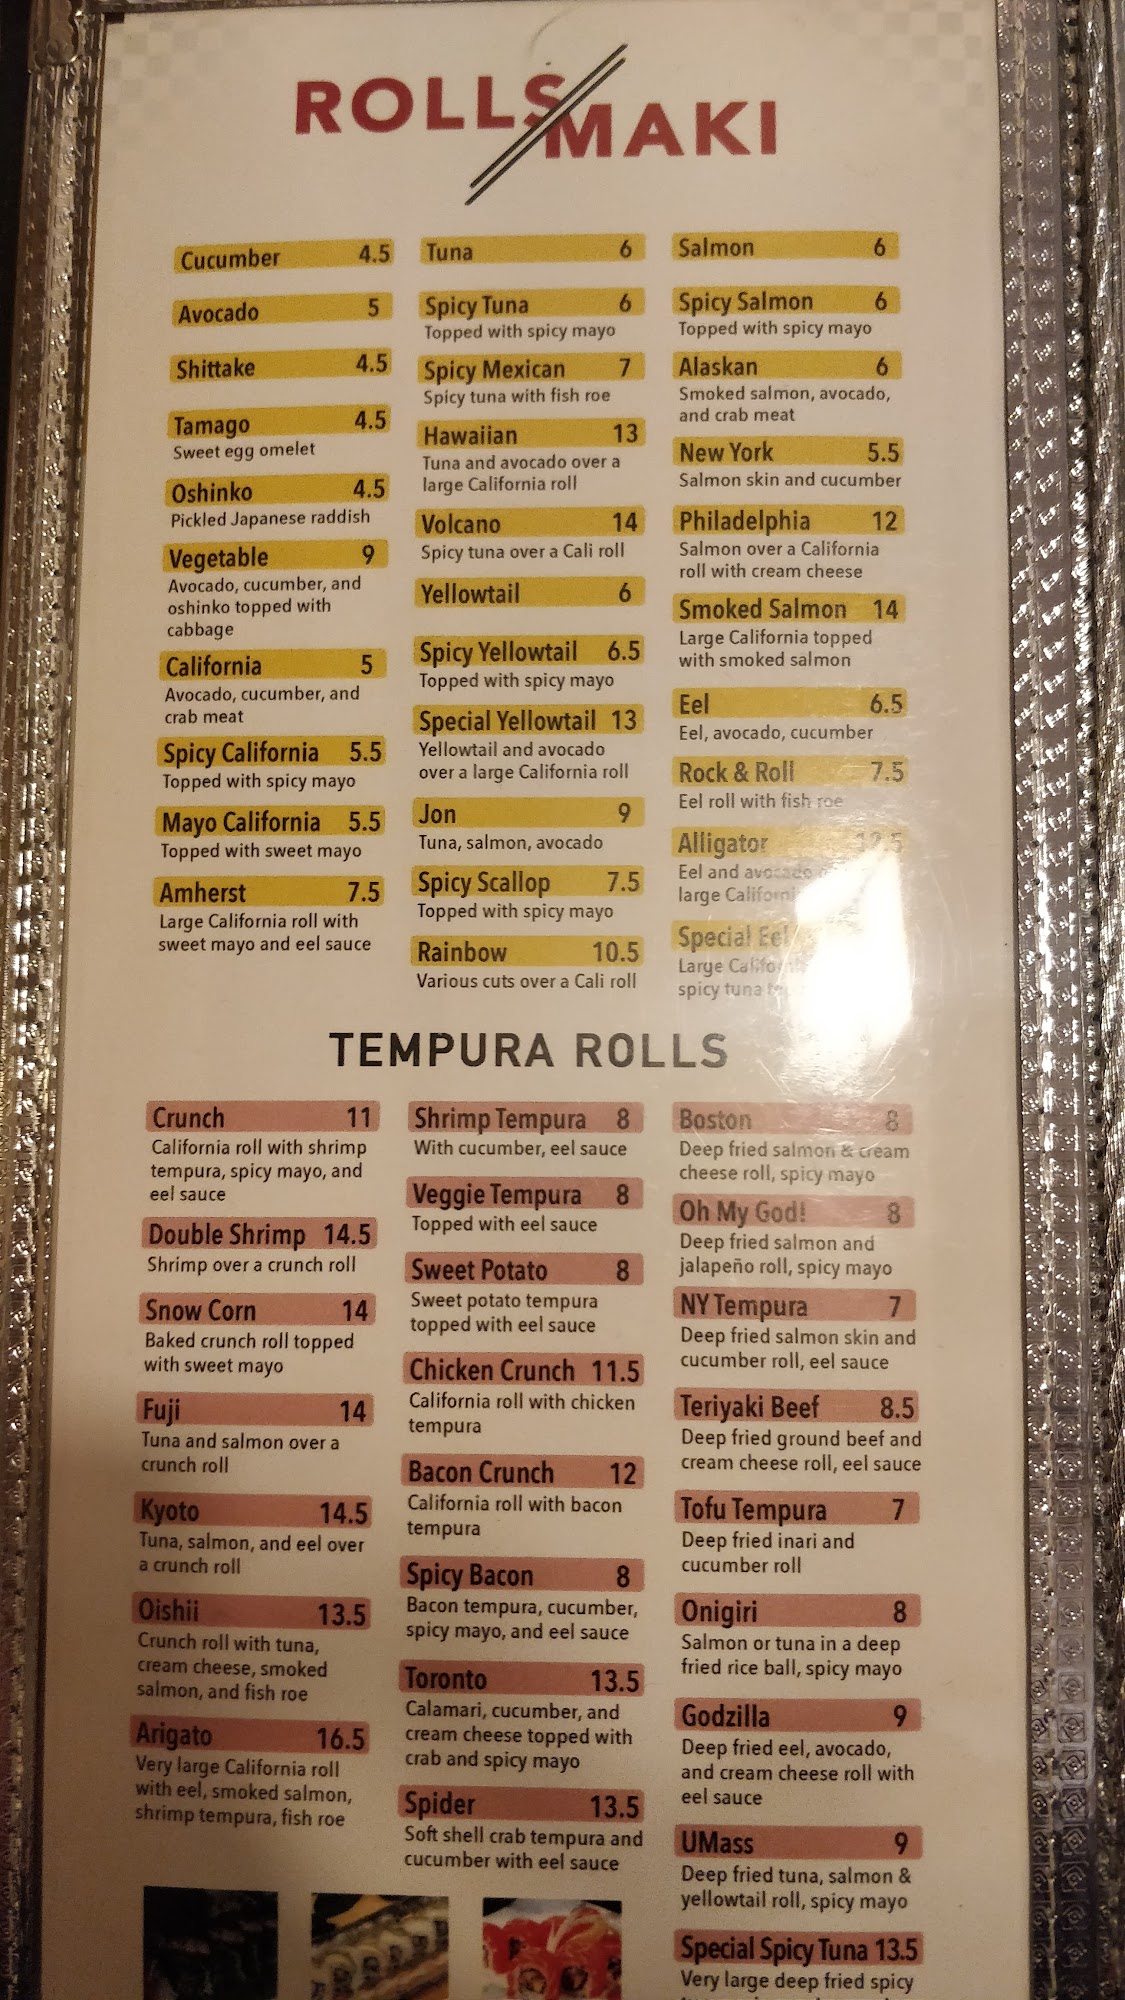 ROLLS MAKI
Cucumber 4.5
Avocado 5
Shittake 4.5
Tamago 4.5
Sweet egg omelet
Oshinko 4.5
Pickled Japanese raddish
Vegetable 9
Avocado, cucumber, and
oshinko topped with
cabbage
California 5
Avocado, cucumber, and
crab meat
Spicy California 5.5
Topped with spicy mayo
Mayo California 5.5
Topped with sweet mayo
Amherst 7.5
Large California roll with
sweet mayo and eel sauce
Tuna 6
Spicy Tuna 6
Topped with spicy mayo
Spicy Mexican 7
Spicy tuna with fish roe
Hawaiian 13
Tuna and avocado over a
large California roll
Volcano 14
Spicy tuna over a Cali roll
Yellowtail 6
Spicy Yellowtail 6.5
Topped with spicy mayo
Special Yellowtail 13
Yellowtail and avocado
over a large California roll
Jon 9
Tuna, salmon, avocado
Spicy Scallop 7.5
Topped with spicy mayo
Rainbow 10.5
Various cuts over a Cali roll
Salmon 6
Spicy Salmon 6
Topped with spicy mayo
Alaskan 6
Smoked salmon, avocado,
and crab meat
New York 5.5
Salmon skin and cucumber
Philadelphia 12
Salmon over a California
roll with cream cheese
Smoked Salmon 14
Large California topped
with smoked salmon
Eel 6.5
Eel, avocado, cucumber
Rock & Roll 7.5
Eel roll with fish roe
Alligator 12.5
Eel and avocado
large California
Special Eel
Large California
spicy tuna
TEMPURA ROLLS
Crunch 11
California roll with shrimp
tempura, spicy mayo, and
eel sauce
Double Shrimp 14.5
Shrimp over a crunch roll
Snow Corn 14
Baked crunch roll topped
with sweet mayo
Fuji 14
Tuna and salmon over a
crunch roll
Kyoto 14.5
Tuna, salmon, and eel over
a crunch roll
Oishii 13.5
Crunch roll with tuna,
cream cheese, smoked
salmon, and fish roe
Arigato 16.5
Very large California roll
with eel, smoked salmon,
shrimp tempura, fish roe
Shrimp Tempura 8
With cucumber, eel sauce
Veggie Tempura 8
Topped with eel sauce
Sweet Potato 8
Sweet potato tempura
topped with eel sauce
Chicken Crunch 11.5
California roll with chicken
tempura
Bacon Crunch 12
California roll with bacon
tempura
Spicy Bacon 8
Bacon tempura, cucumber,
spicy mayo, and eel sauce
Toronto 13.5
Calamari, cucumber, and
cream cheese topped with
crab and spicy mayo
Spider 13.5
Soft shell crab tempura and
cucumber with eel sauce
Boston 8
Deep fried salmon & cream
cheese roll, spicy mayo
Oh My God! 8
Deep fried salmon and
jalapeño roll, spicy mayo
NY Tempura 7
Deep fried salmon skin and
cucumber roll, eel sauce
Teriyaki Beef 8.5
Deep fried ground beef and
cream cheese roll, eel sauce
Tofu Tempura 7
Deep fried inari and
cucumber roll
Onigiri 8
Salmon or tuna in a deep
fried rice ball, spicy mayo
Godzilla 9
Deep fried eel, avocado,
and cream cheese roll with
eel sauce
UMass 9
Deep fried tuna, salmon &
yellowtail roll, spicy mayo
Special Spicy Tuna 13.5
Very large deep fried spicy